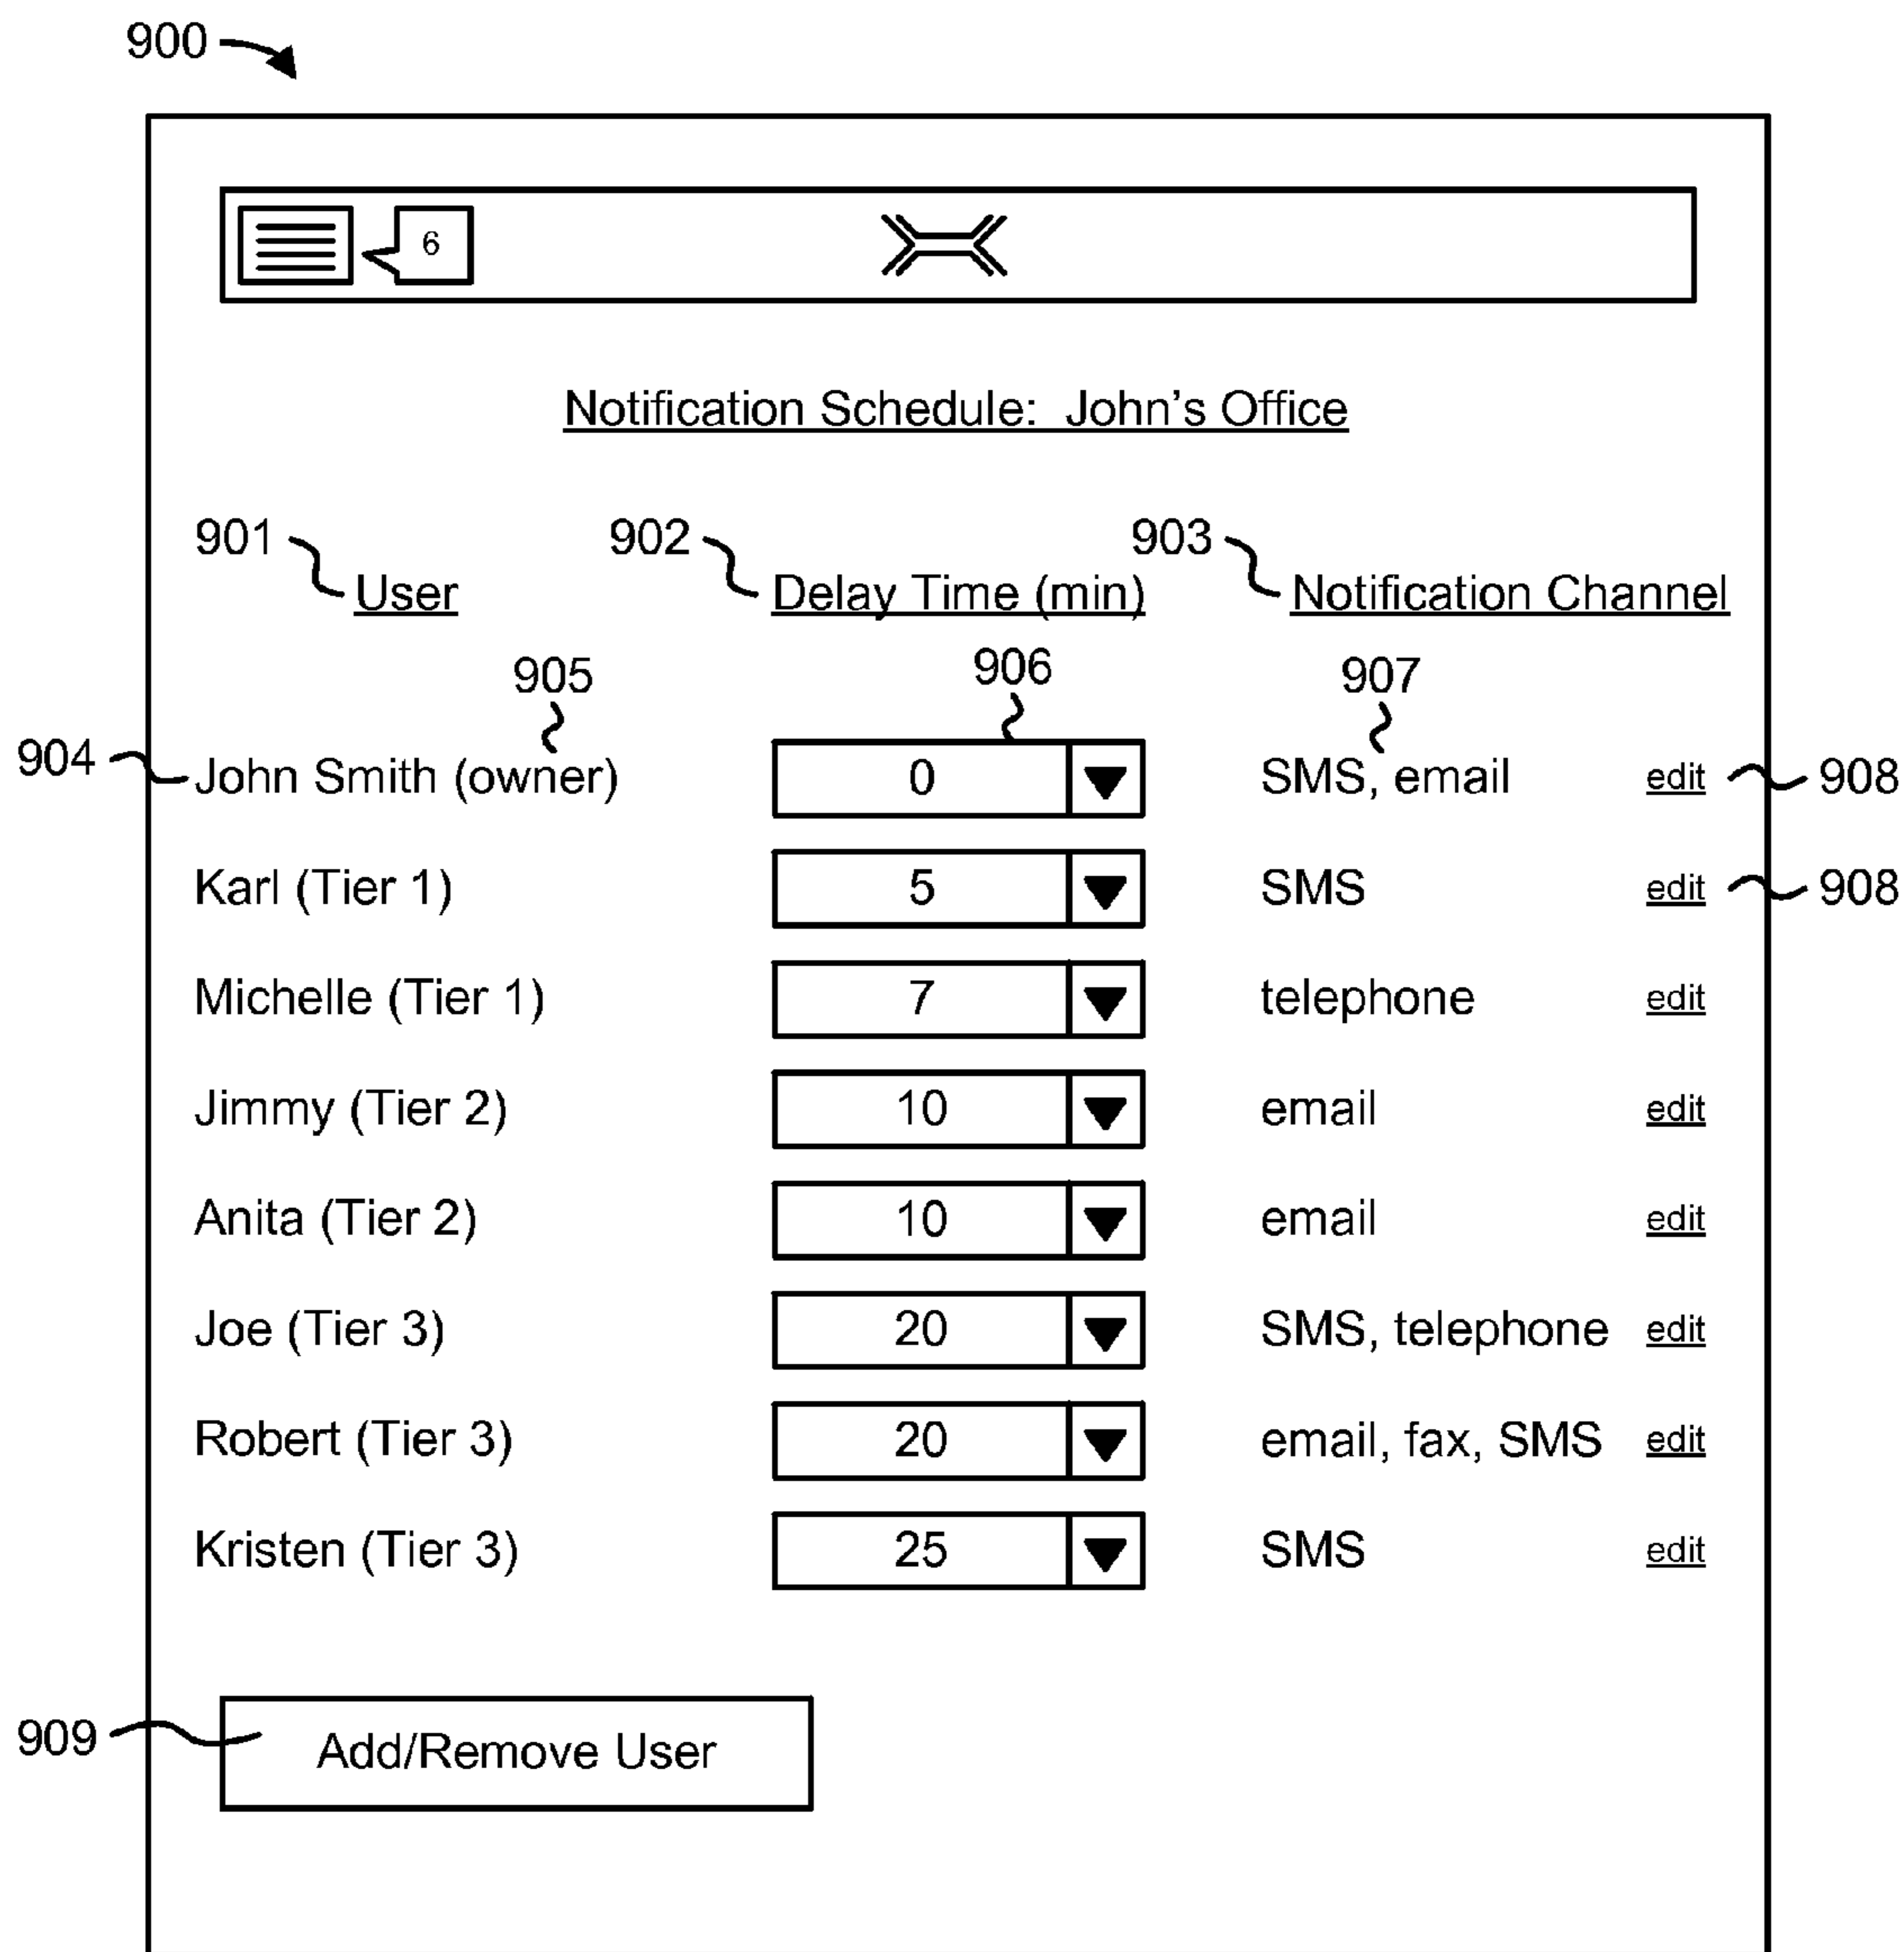 900
6
Notification Schedule: John's Office
901 902 903
User Delay Time (min) Notification Channel
905 906 907
904 John Smith (owner) 0 SMS, email edit 908
Karl (Tier 1) 5 SMS edit 908
Michelle (Tier 1) 7 telephone edit
Jimmy (Tier 2) 10 email edit
Anita (Tier 2) 10 email edit
Joe (Tier 3) 20 SMS, telephone edit
Robert (Tier 3) 20 email, fax, SMS edit
Kristen (Tier 3) 25 SMS edit
909 Add/Remove User